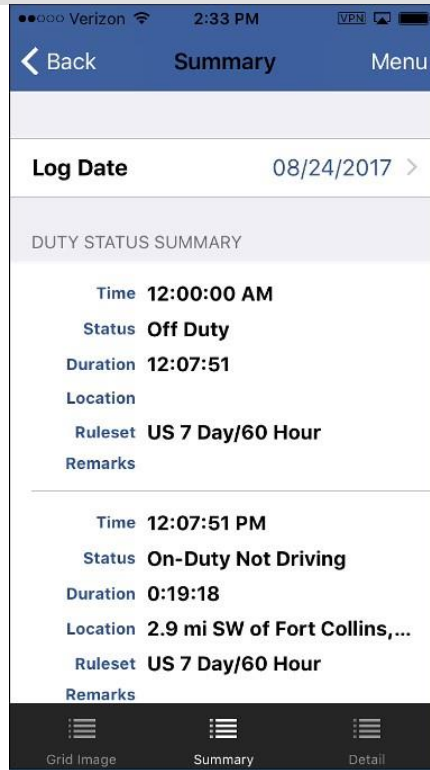 Verizon 2:33 PM VPN
Back Summary Menu
Log Date 08/24/2017
DUTY STATUS SUMMARY
Time 12:00:00 AM
Status Off Duty
Duration 12:07:51
Location
Ruleset US 7 Day/60 Hour
Remarks
Time 12:07:51 PM
Status On-Duty Not Driving
Duration 0:19:18
Location 2.9 mi SW of Fort Collins,...
Ruleset US 7 Day/60 Hour
Remarks
Grid Image Summary Detail